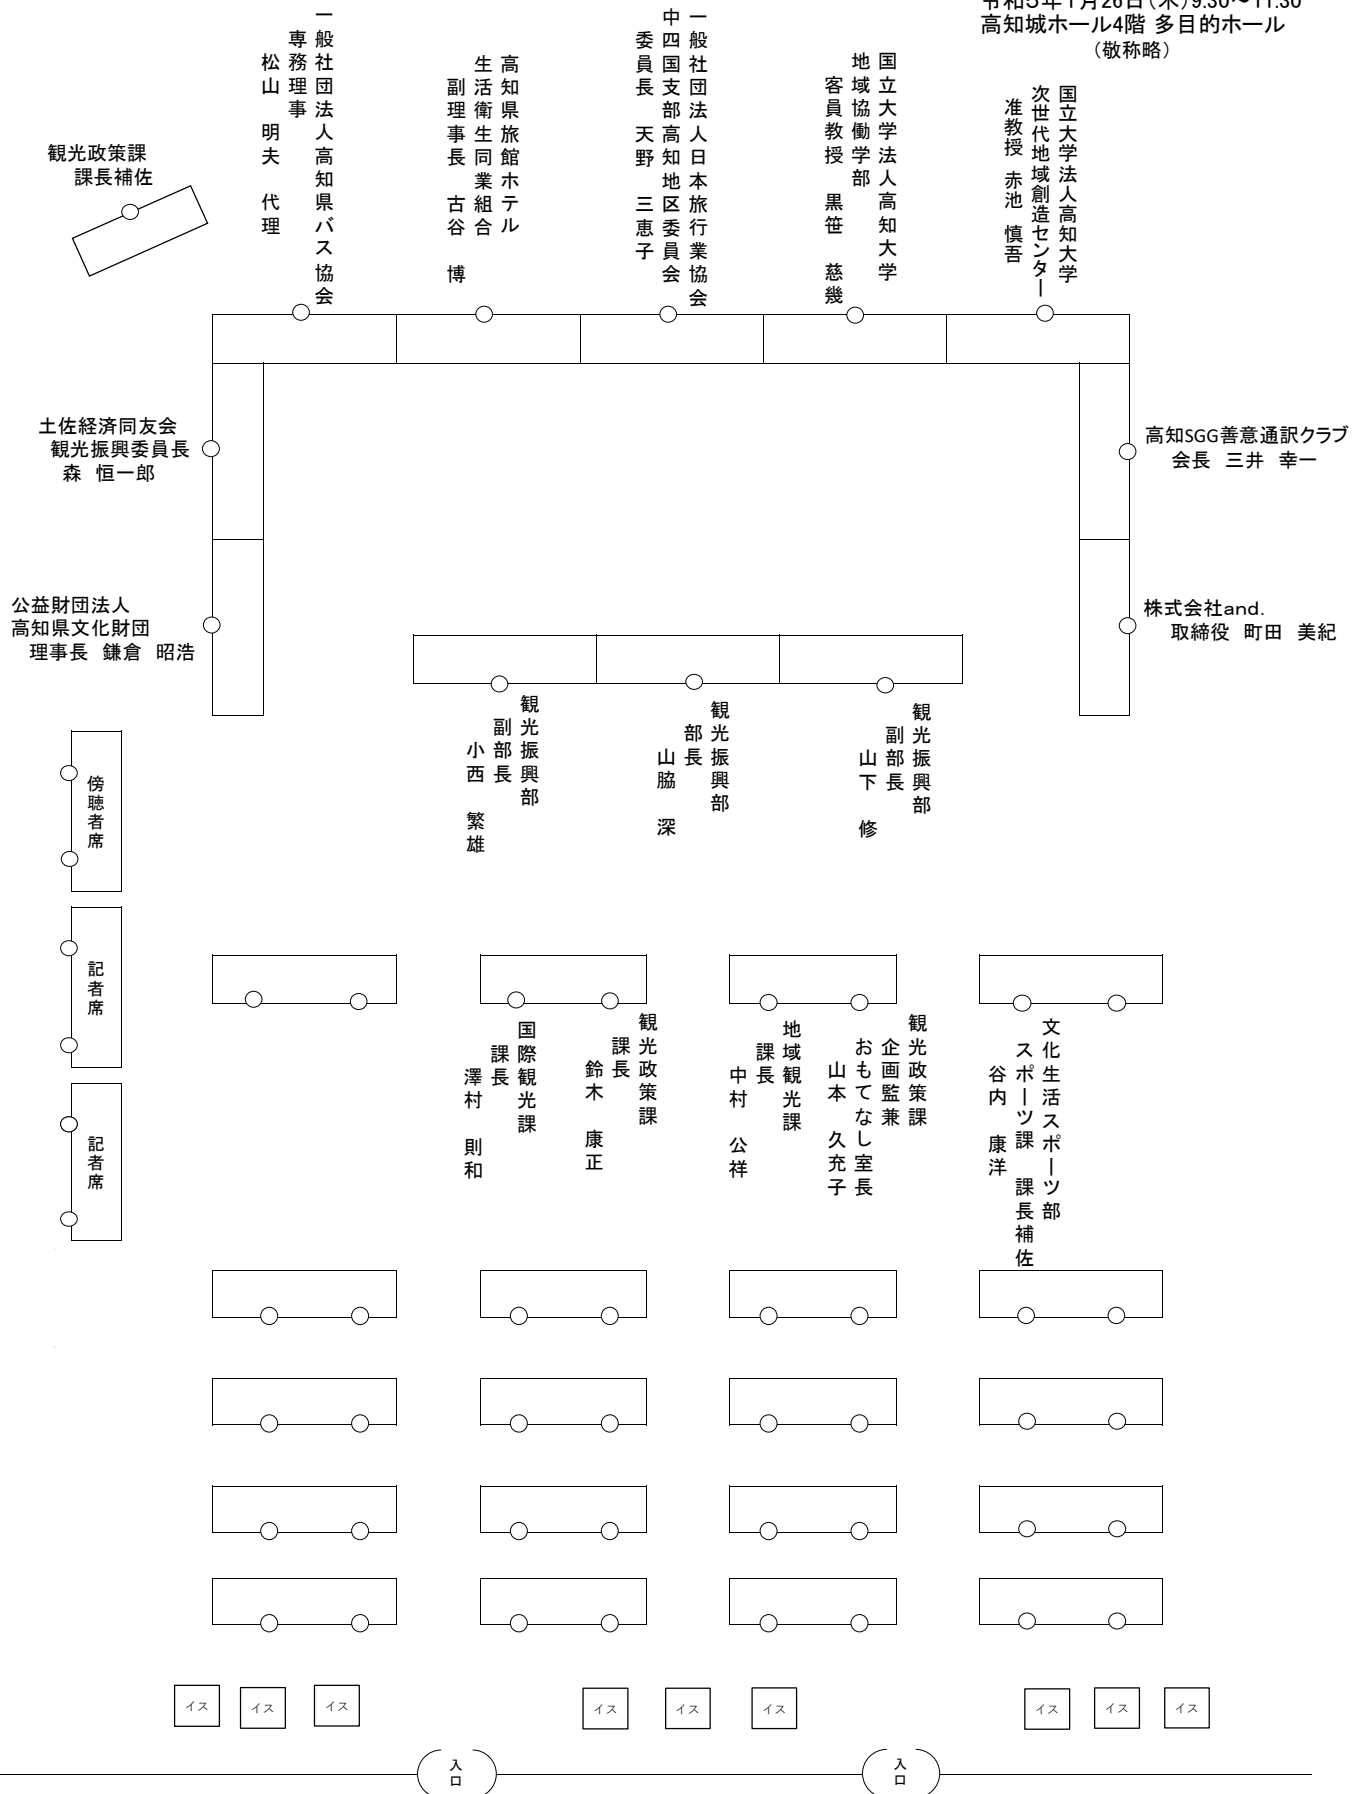 令和5年1月26日(木)9:30～11:30
高知城ホール4階 多目的ホール
(敬称略)
観光政策課
課長補佐
一般社団法人高知県バス協会
専務理事
松山 明夫 代理
高知県旅館ホテル
生活衛生同業組合
副理事長 古谷 博
一般社団法人日本旅行業協会
中四国支部高知地区委員会
委員長 天野 三恵子
国立大学法人高知大学
地域協働学部
客員教授 黒笹 慈幾
国立大学法人高知大学
次世代地域創造センター
准教授 赤池 慎吾
土佐経済同友会
観光振興委員長
森 恒一郎
高知SGG善意通訳クラブ
会長 三井 幸一
公益財団法人
高知県文化財団
理事長 鎌倉 昭浩
株式会社and.
取締役 町田 美紀
観光振興部
副部長
小西 繁雄
観光振興部
部長
山脇 深
観光振興部
副部長
山下 修
傍聴者席
記者席
記者席
国際観光課
課長
澤村 則和
観光政策課
課長
鈴木 康正
地域観光課
課長
中村 公祥
観光政策課
企画監兼
おもてなし室長
山本 久充子
文化生活スポーツ部
スポーツ課 課長補佐
谷内 康洋
イス
イス
イス
イス
イス
イス
イス
イス
イス
入口
入口